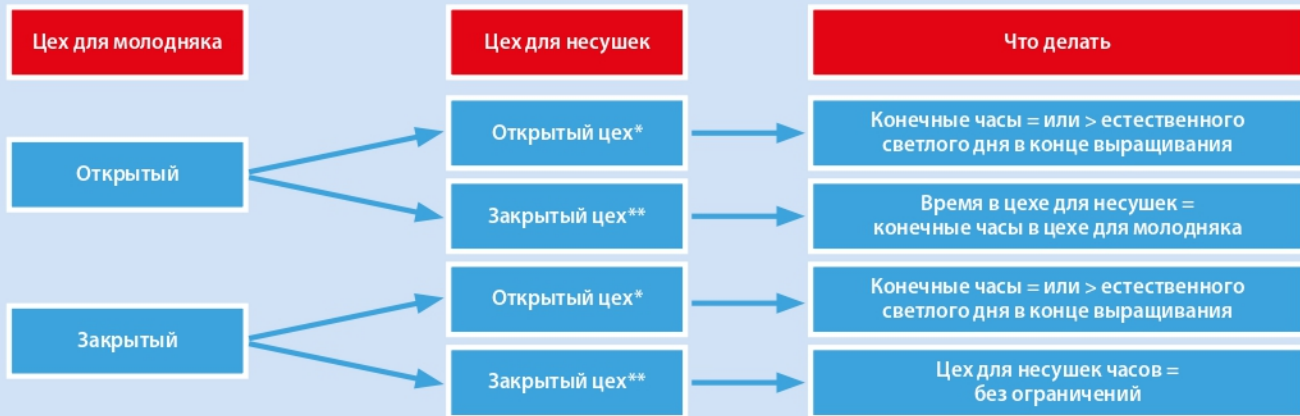 Цех для молодняка
Цех для несушек
Что делать
Открытый
Открытый цех*
Конечные часы = или > естественного
светлого дня в конце выращивания
Закрытый цех**
Время в цехе для несушек =
конечные часы в цехе для молодняка
Закрытый
Открытый цех*
Конечные часы = или > естественного
светлого дня в конце выращивания
Закрытый цех**
Цех для несушек часов =
без ограничений